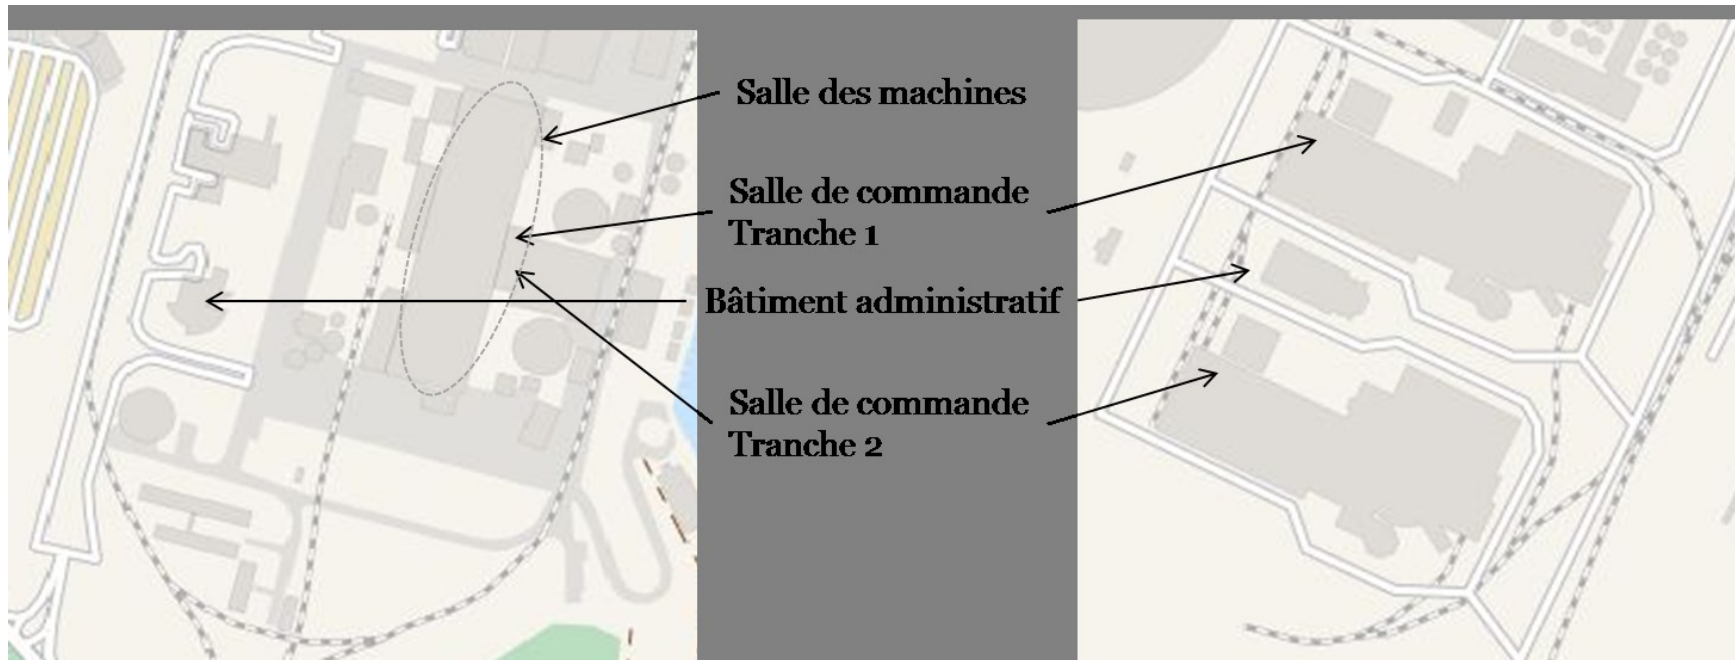 Salle des machines
Salle de commande
Tranche 1
Bâtiment administratif
Salle de commande
Tranche 2